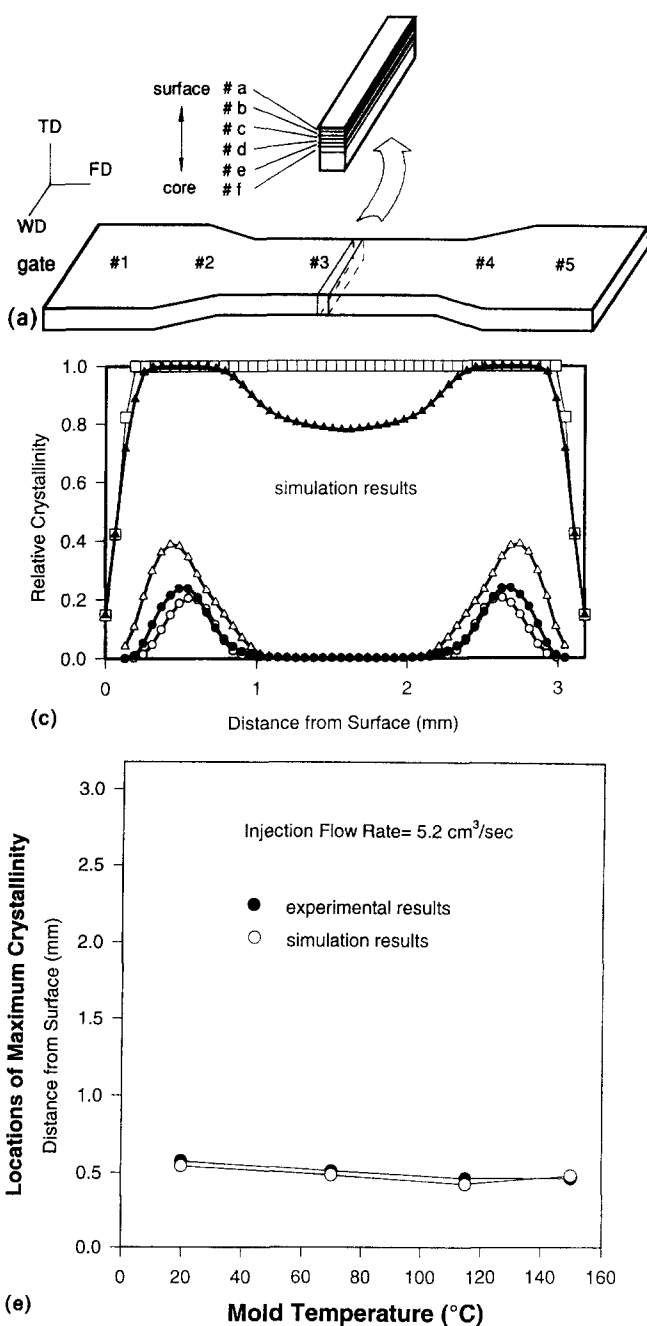 surface # a
# b
# c
# d
# e
core # f
TD
FD
WD
gate #1 #2 #3 #4 #5
(a)
1.0
0.8
0.6
0.4
0.2
0.0
Relative Crystallinity
simulation results
0 1 2 3
Distance from Surface (mm)
(c)
3.0
2.5
2.0
1.5
1.0
0.5
0.0
Locations of Maximum Crystallinity
Distance from Surface (mm)
Injection Flow Rate= 5.2 cm³/sec
experimental results
simulation results
0 20 40 60 80 100 120 140 160
Mold Temperature (°C)
(e)